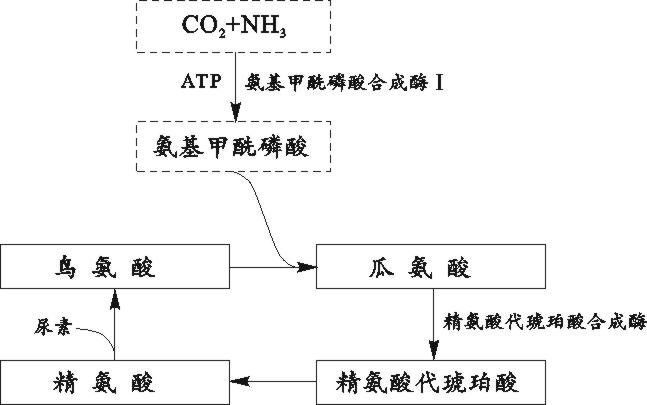 CO₂+NH₃
ATP 氨基甲酰磷酸合成酶Ⅰ
氨基甲酰磷酸
鸟氨酸
瓜氨酸
尿素
精氨酸代琥珀酸合成酶
精氨酸
精氨酸代琥珀酸